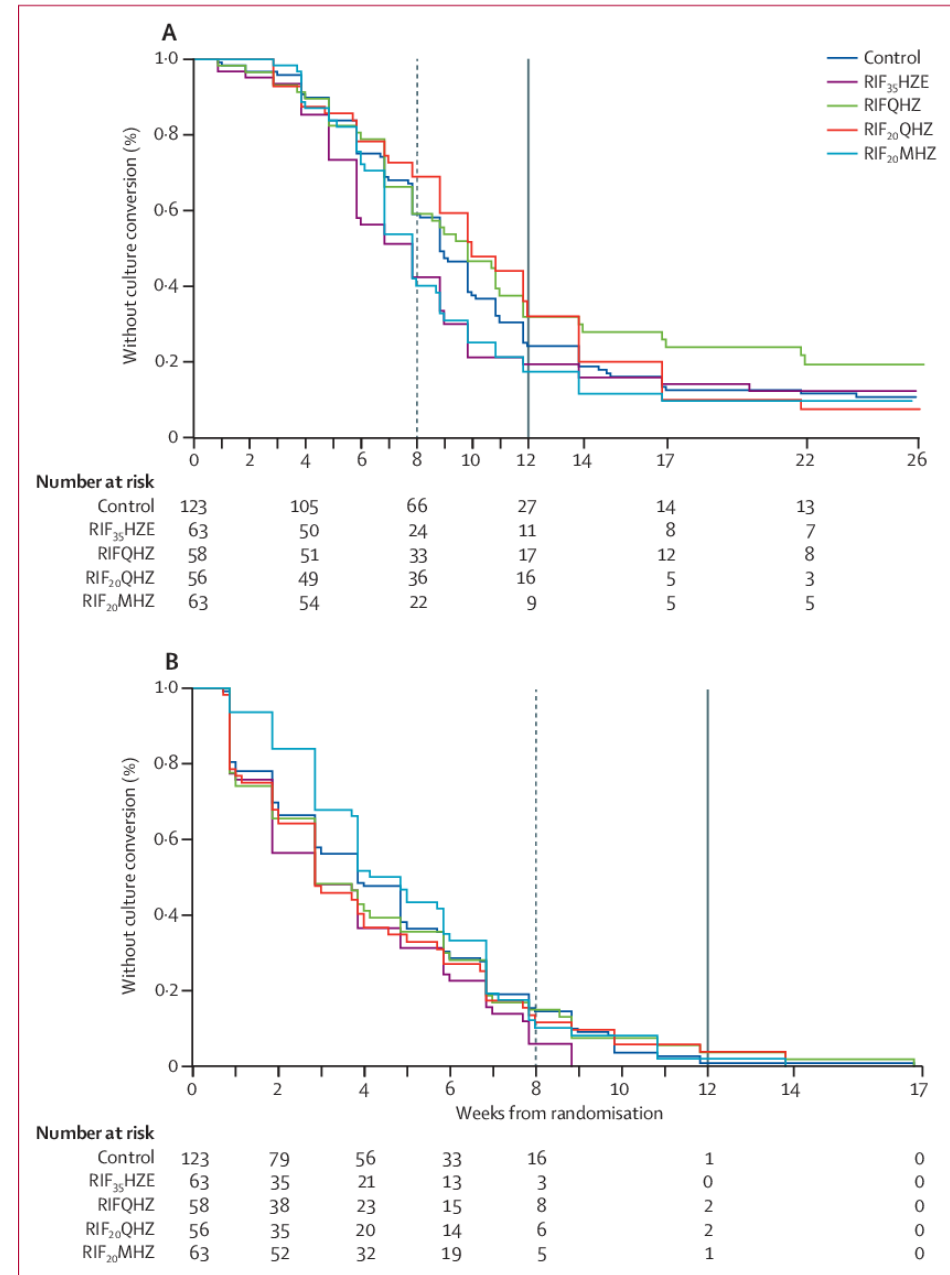 A
1·0
0·8
0·6
0·4
0·2
0
Without culture conversion (%)
Control
RIF₃₅HZE
RIFQHZ
RIF₂₀QHZ
RIF₂₀MHZ
0 2 4 6 8 10 12 14 17 22 26
Number at risk
Control 123 105 66 27 14 13
RIF₃₅HZE 63 50 24 11 8 7
RIFQHZ 58 51 33 17 12 8
RIF₂₀QHZ 56 49 36 16 5 3
RIF₂₀MHZ 63 54 22 9 5 5
B
1·0
0·8
0·6
0·4
0·2
0
Without culture conversion (%)
0 2 4 6 8 10 12 14 17
Weeks from randomisation
Number at risk
Control 123 79 56 33 16 1 0
RIF₃₅HZE 63 35 21 13 3 0 0
RIFQHZ 58 38 23 15 8 2 0
RIF₂₀QHZ 56 35 20 14 6 2 0
RIF₂₀MHZ 63 52 32 19 5 1 0